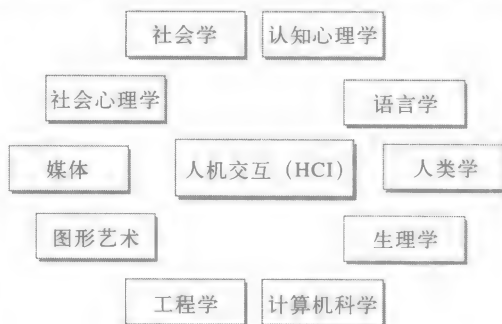 社会学 认知心理学
社会心理学 语言学
媒体 人机交互（HCI） 人类学
图形艺术 生理学
工程学 计算机科学